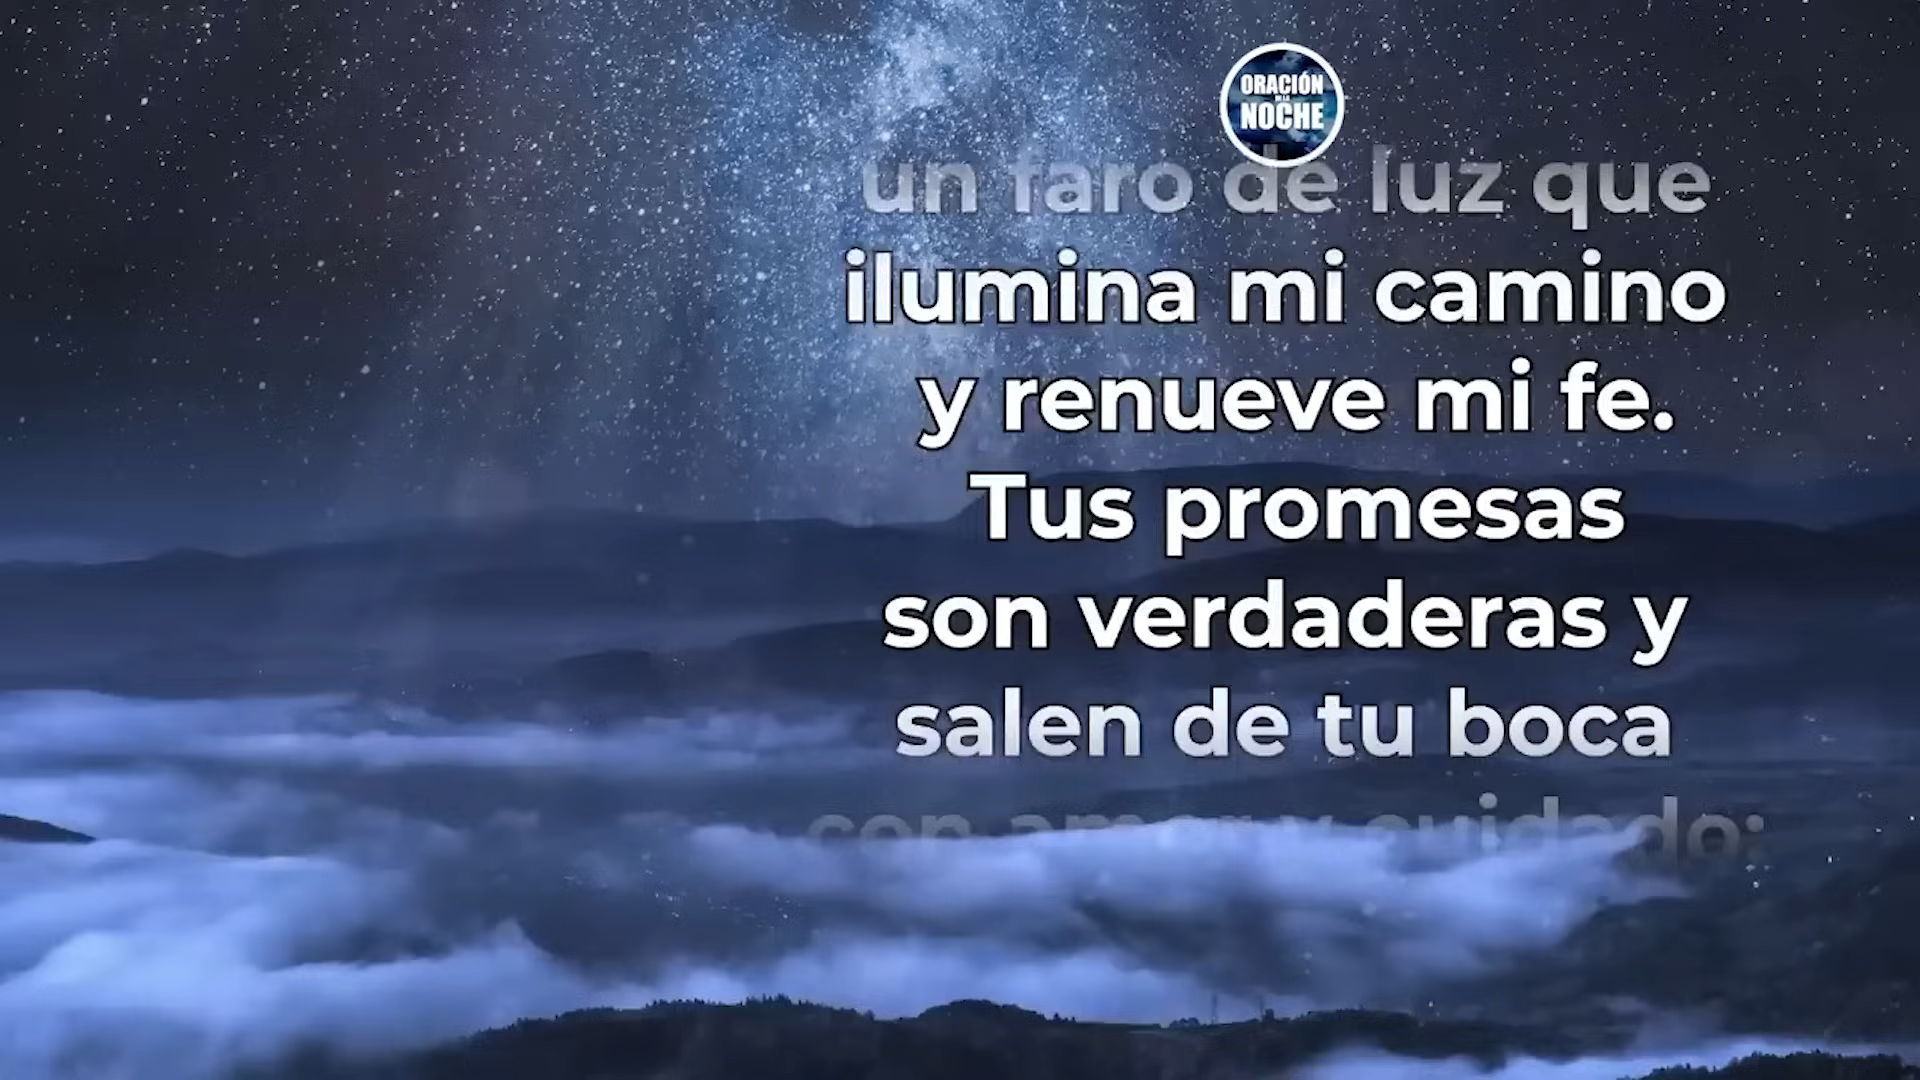 ORACIÓN
DE LA
NOCHE
un faro de luz que
ilumina mi camino
y renueve mi fe.
Tus promesas
son verdaderas y
salen de tu boca
con amor y cuidado;